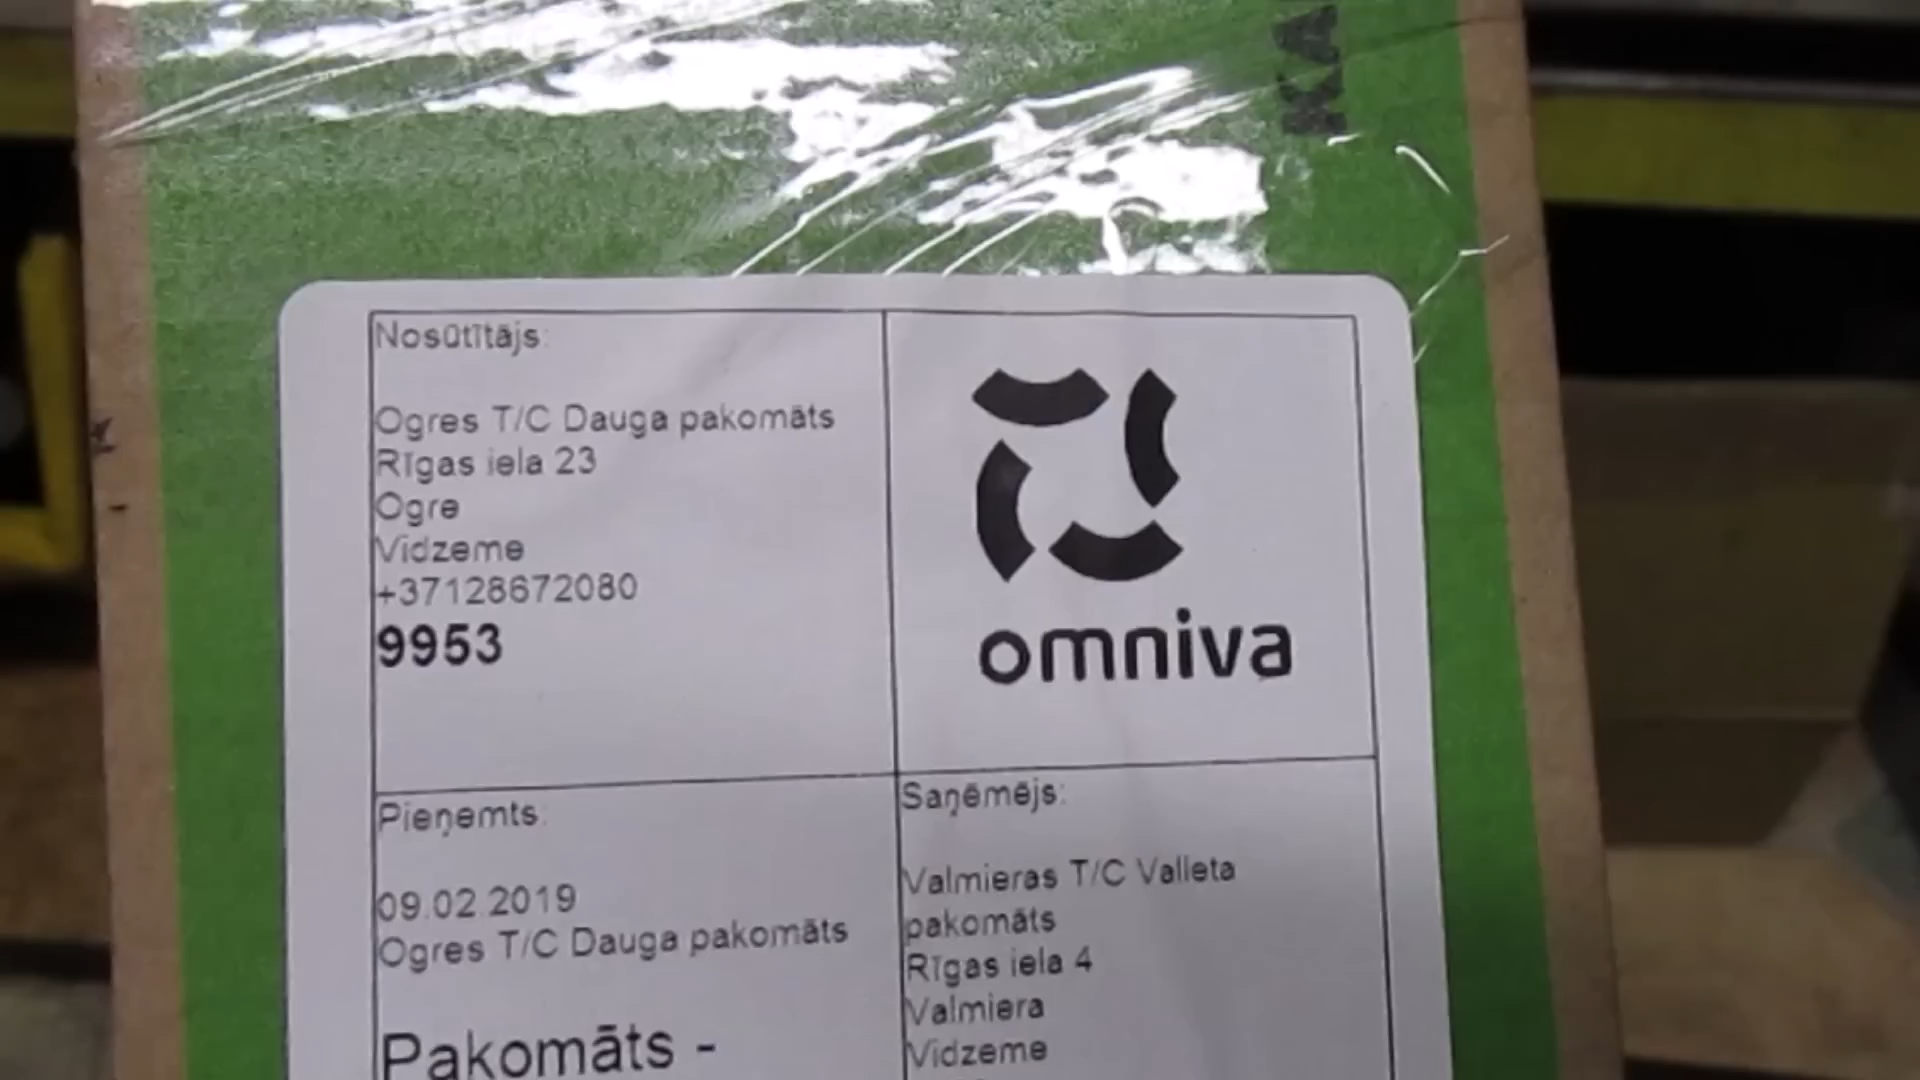 KA
Nosūtītājs:
Ogres T/C Dauga pakomāts
Rīgas iela 23
Ogre
Vidzeme
+37128672080
9953
omniva
Pieņemts:
09.02.2019
Ogres T/C Dauga pakomāts
Pakomāts -
Saņēmējs:
Valmieras T/C Valleta
pakomāts
Rīgas iela 4
Valmiera
Vidzeme